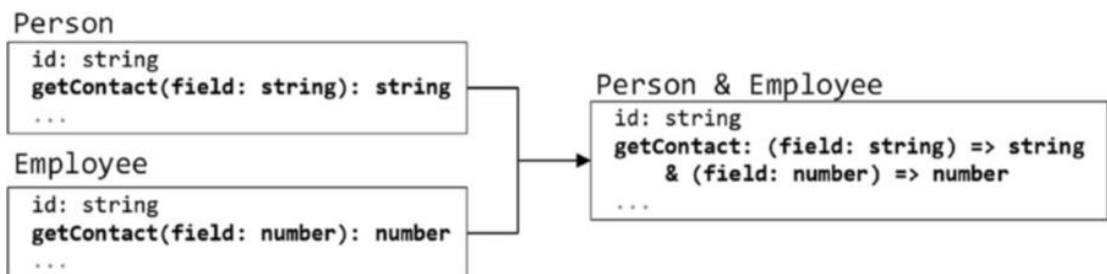 Person
id: string
getContact(field: string): string
...
Employee
id: string
getContact(field: number): number
...
Person & Employee
id: string
getContact: (field: string) => string
& (field: number) => number
...